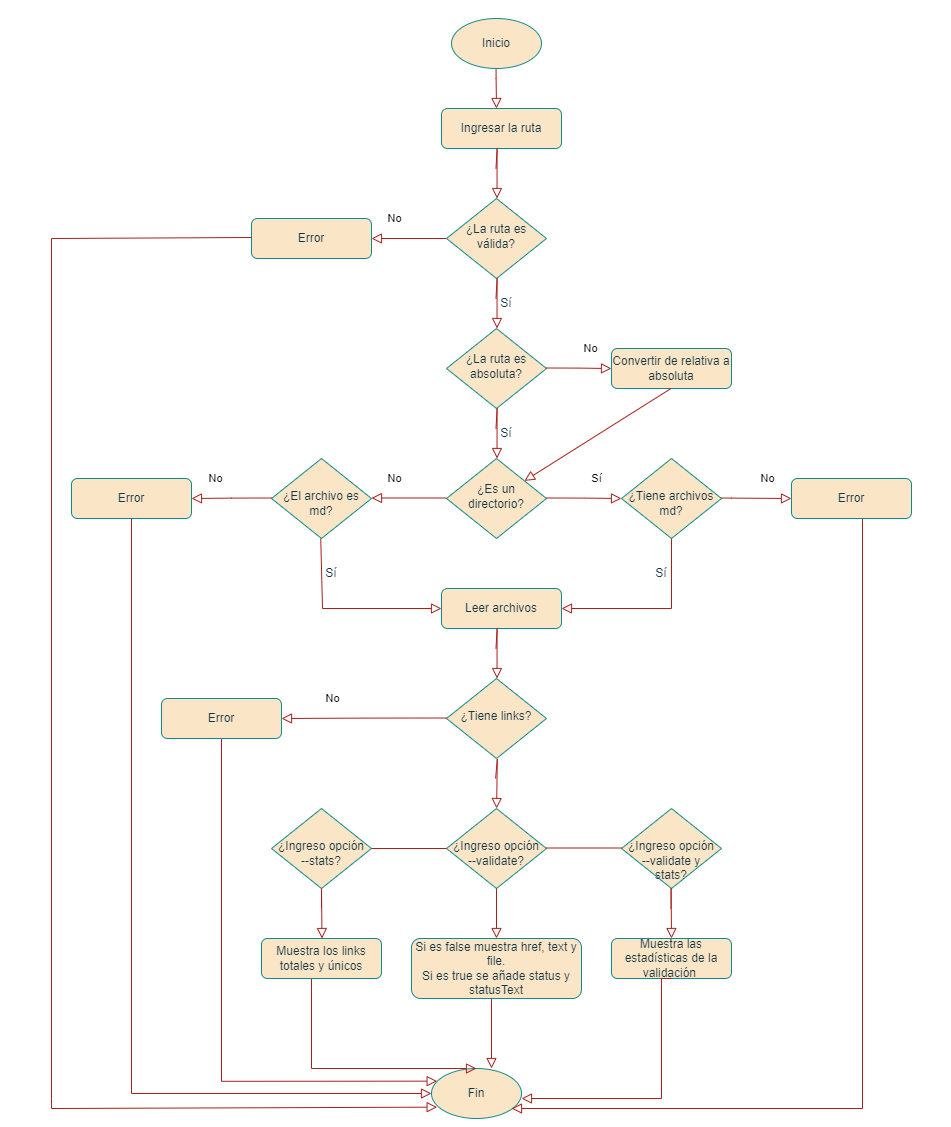 Inicio
Ingresar la ruta
No
¿La ruta es
válida?
Error
Sí
¿La ruta es
absoluta?
No
Convertir de relativa a
absoluta
Sí
Error
No
¿El archivo es
md?
No
¿Es un
directorio?
Sí
¿Tiene archivos
md?
No
Error
Sí
Sí
Leer archivos
Error
No
¿Tiene links?
¿Ingreso opción
--stats?
¿Ingreso opción
--validate?
¿Ingreso opción
--validate y
stats?
Muestra los links
totales y únicos
Si es false muestra href, text y
file.
Si es true se añade status y
statusText
Muestra las
estadísticas de la
validación
Fin